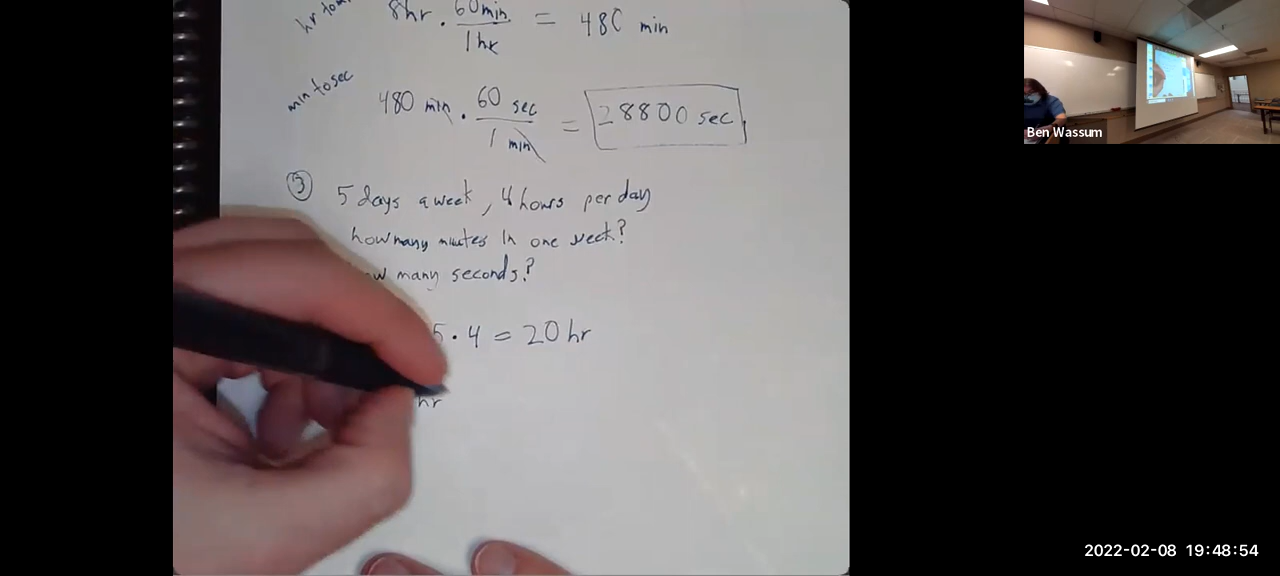 hr to
8hr . 60min / 1hr = 480 min
min to sec
480 min . 60 sec / 1 min = 28800 sec
③ 5 days a week, 4 hours per day
how many minutes in one week?
many seconds?
5 · 4 = 20 hr
hr
Ben Wassum
2022-02-08 19:48:54